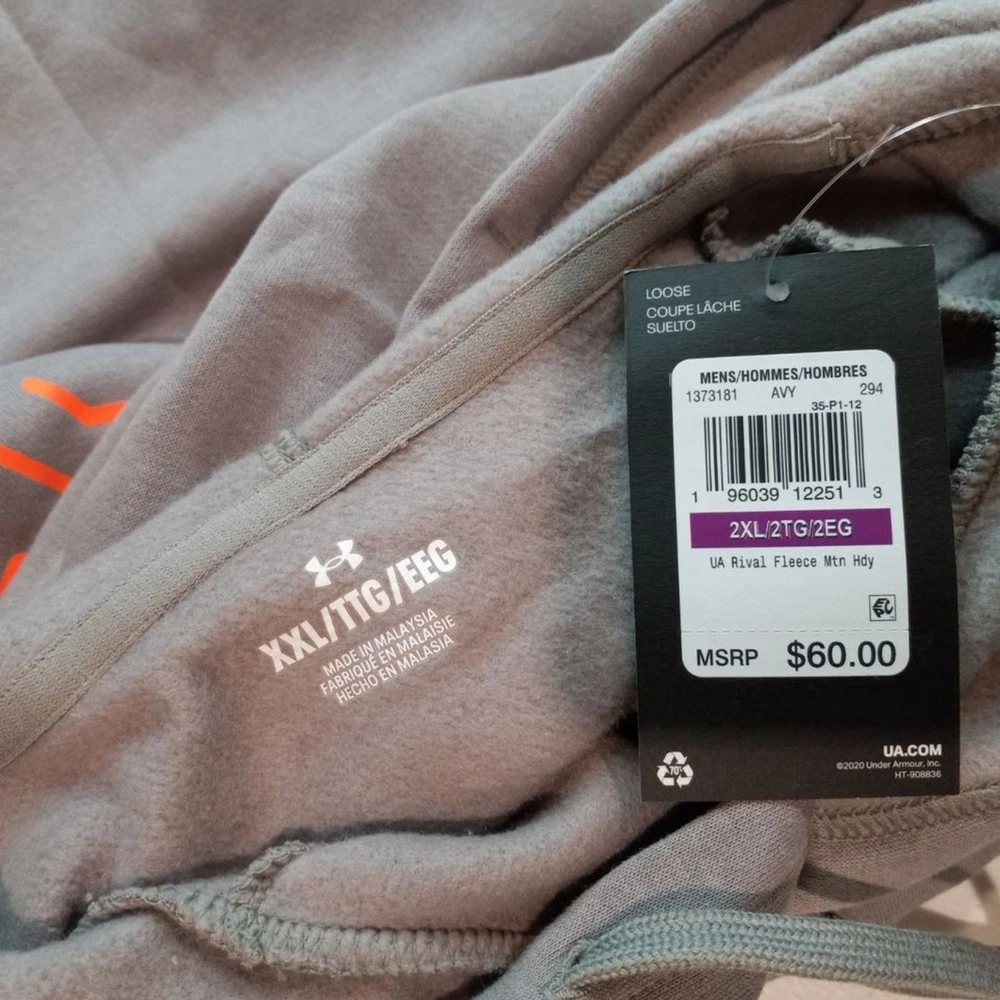 LOOSE
COUPE LÂCHE
SUELTO
MENS/HOMMES/HOMBRES
1373181 AVY 294
35-P1-12
1 96039 12251 3
2XL/2TG/2EG
UA Rival Fleece Mtn Hdy
MSRP $60.00
70%
UA.COM
©2020 Under Armour, Inc.
HT-908836
XXL/TTG/EEG
MADE IN MALAYSIA
FABRIQUÉ EN MALAISIE
HECHO EN MALASIA